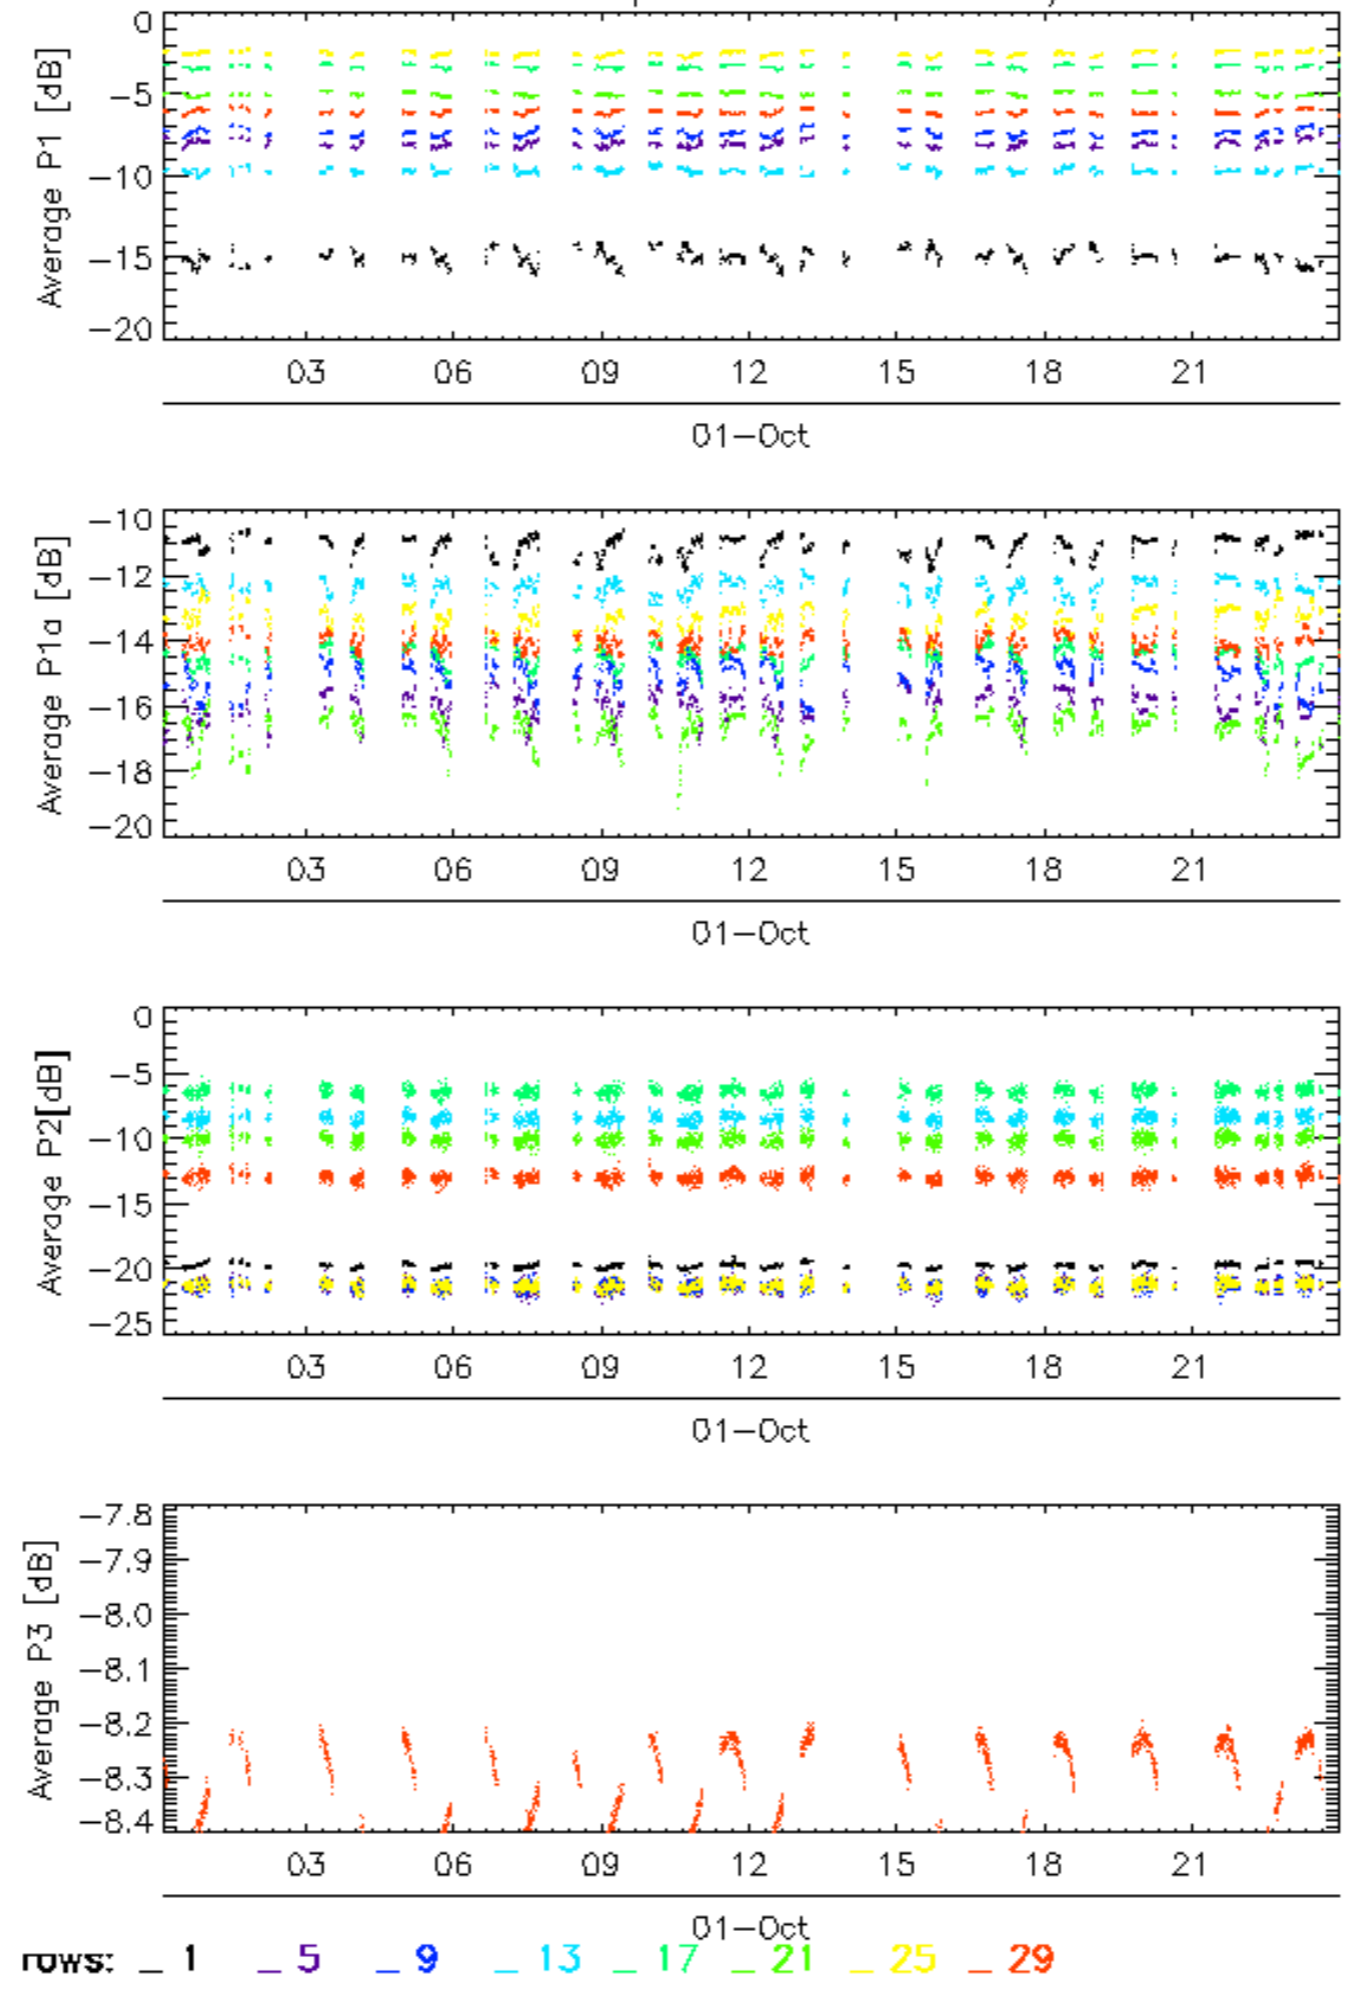 0
−5
−10
−15
−20
Average P1 [dB]
03 06 09 12 15 18 21
01−Oct
−10
−12
−14
−16
−18
−20
Average P1a [dB]
03 06 09 12 15 18 21
01−Oct
0
−5
−10
−15
−20
−25
Average P2[dB]
03 06 09 12 15 18 21
01−Oct
−7.8
−7.9
−8.0
−8.1
−8.2
−8.3
−8.4
Average P3 [dB]
03 06 09 12 15 18 21
01−Oct
rows: _ 1 _ 5 _ 9 _ 13 _ 17 _ 21 _ 25 _ 29